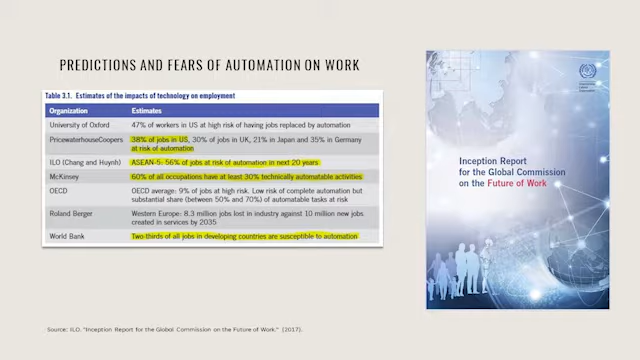 PREDICTIONS AND FEARS OF AUTOMATION ON WORK
Table 3.1. Estimates of the impacts of technology on employment
Organization Estimates
University of Oxford 47% of workers in US at high risk of having jobs replaced by automation
PricewaterhouseCoopers 38% of jobs in US, 30% of jobs in UK, 21% in Japan and 35% in Germany
at risk of automation
ILO (Chang and Huynh) ASEAN-5: 56% of jobs at risk of automation in next 20 years
McKinsey 60% of all occupations have at least 30% technically automatable activities
OECD OECD average: 9% of jobs at high risk. Low risk of complete automation but
substantial share (between 50% and 70%) of automatable tasks at risk
Roland Berger Western Europe: 8.3 million jobs lost in industry against 10 million new jobs
created in services by 2035
World Bank Two-thirds of all jobs in developing countries are susceptible to automation
Inception Report
for the Global Commission
on the Future of Work
Source: ILO. "Inception Report for the Global Commission on the Future of Work." (2017).